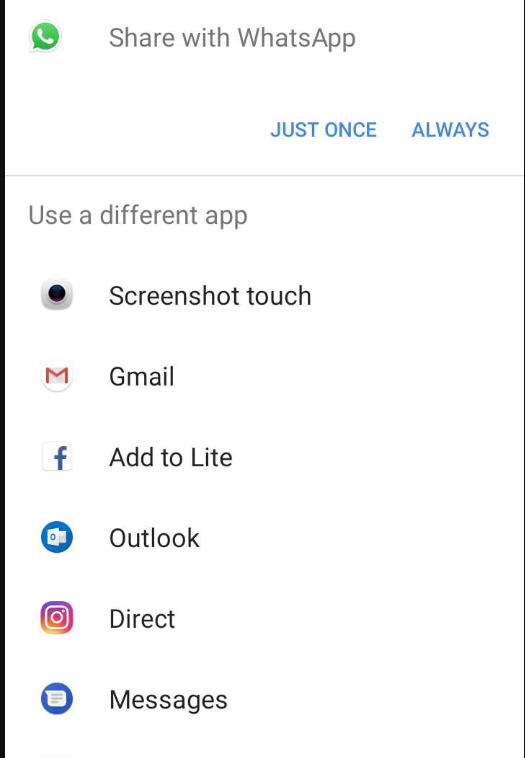 Share with WhatsApp
JUST ONCE ALWAYS
Use a different app
Screenshot touch
Gmail
Add to Lite
Outlook
Direct
Messages